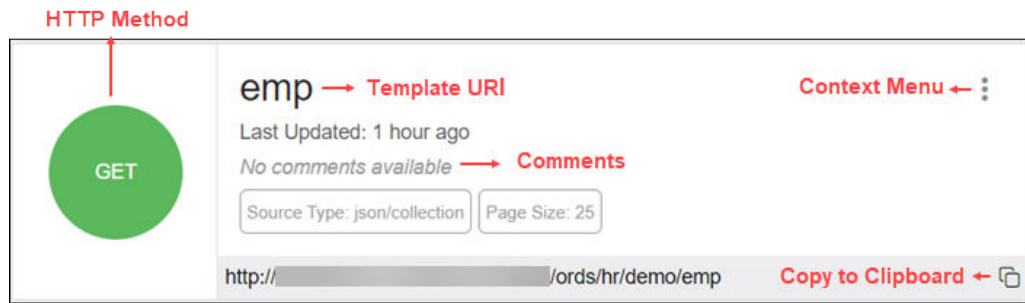 HTTP Method
emp
Template URI
Context Menu
Last Updated: 1 hour ago
GET
No comments available
Comments
Source Type: json/collection
Page Size: 25
http://
/ords/hr/demo/emp
Copy to Clipboard